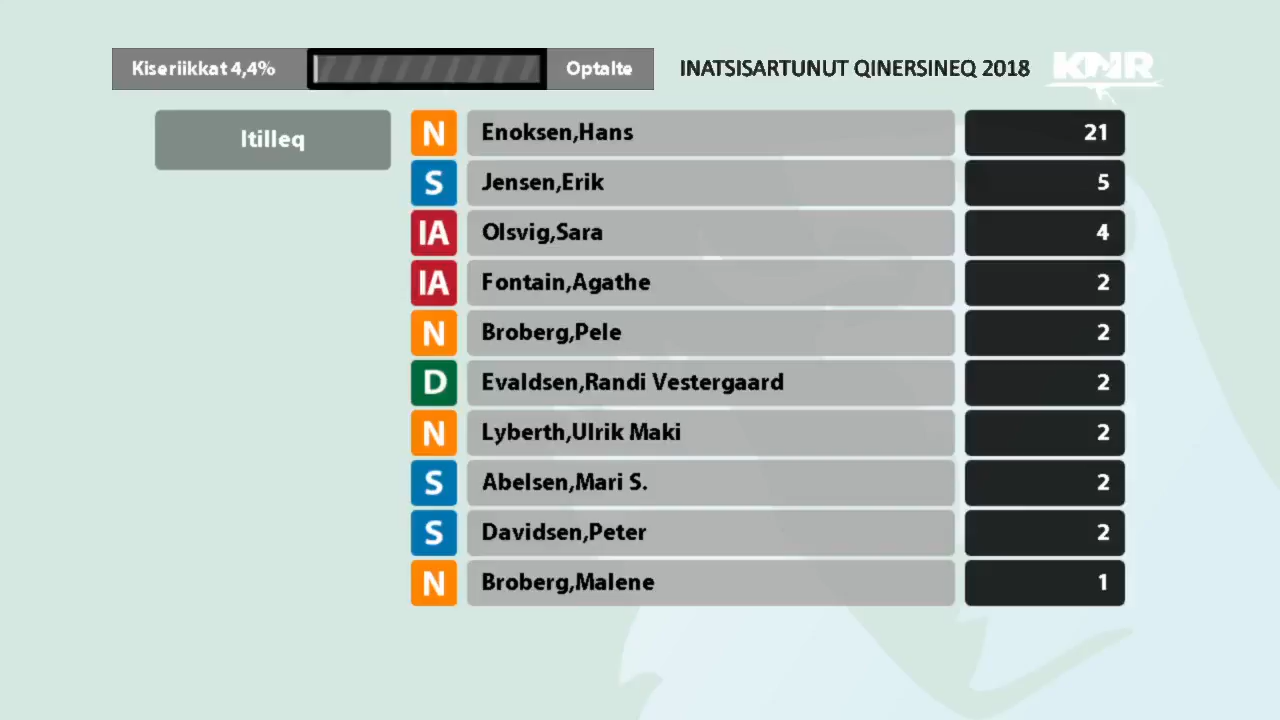 Kiseriikkat 4,4% Optalte INATSISARTUNUT QINERSINEQ 2018 KNR
Itilleq
N Enoksen,Hans 21
S Jensen,Erik 5
IA Olsvig,Sara 4
IA Fontain,Agathe 2
N Broberg,Pele 2
D Evaldsen,Randi Vestergaard 2
N Lyberth,Ulrik Maki 2
S Abelsen,Mari S. 2
S Davidsen,Peter 2
N Broberg,Malene 1